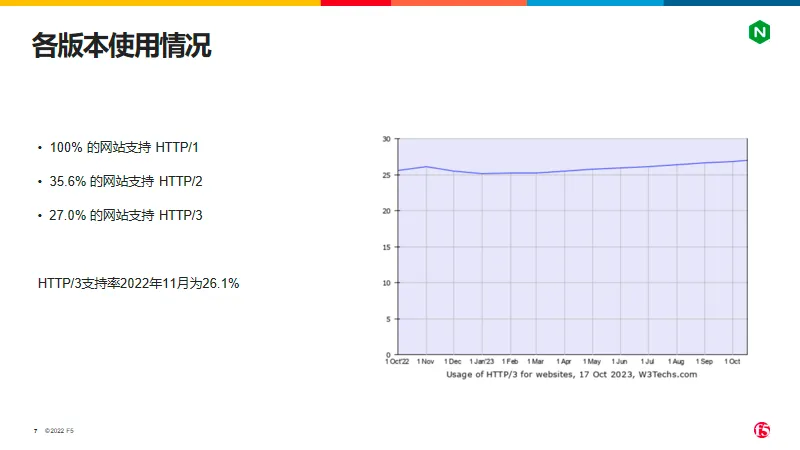 各版本使用情况
N
• 100% 的网站支持 HTTP/1
• 35.6% 的网站支持 HTTP/2
• 27.0% 的网站支持 HTTP/3
HTTP/3支持率2022年11月为26.1%
30
25
20
15
10
5
0
1 Oct'22 1 Nov 1 Dec 1 Jan'23 1 Feb 1 Mar 1 Apr 1 May 1 Jun 1 Jul 1 Aug 1 Sep 1 Oct
Usage of HTTP/3 for websites, 17 Oct 2023, W3Techs.com
7 ©2022 F5
f5